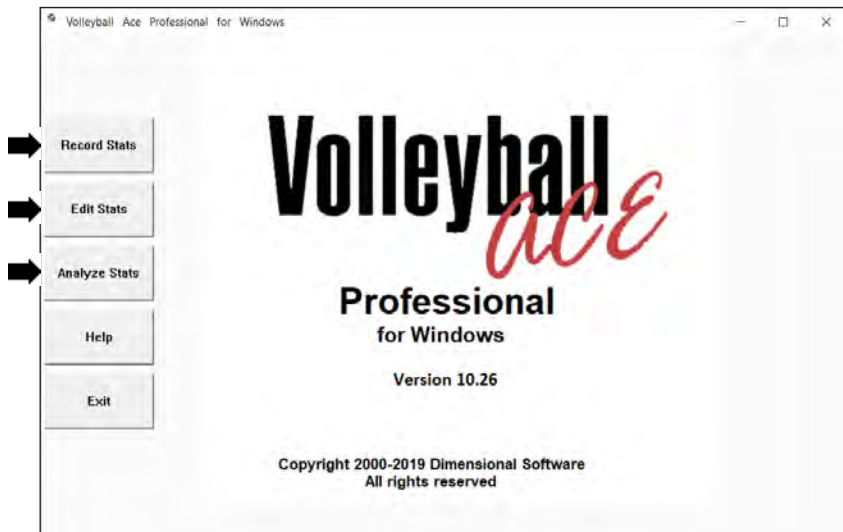 Volleyball Ace Professional for Windows
Record Stats
Edit Stats
Analyze Stats
Help
Exit
Volleyball
ace
Professional
for Windows
Version 10.26
Copyright 2000-2019 Dimensional Software
All rights reserved